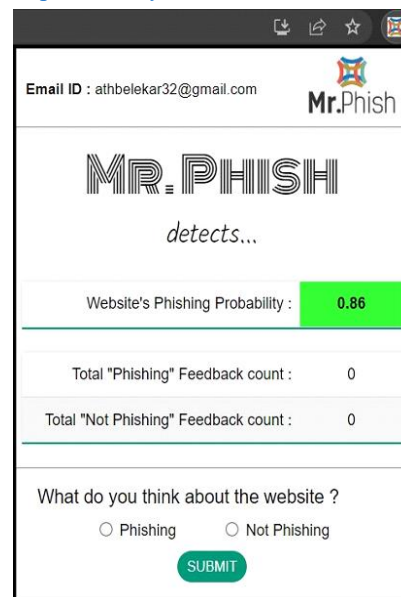 Email ID : athbelekar32@gmail.com
Mr.Phish
MR. PHISH
detects...
Website's Phishing Probability : 0.86
Total "Phishing" Feedback count : 0
Total "Not Phishing" Feedback count : 0
What do you think about the website ?
Phishing Not Phishing
SUBMIT